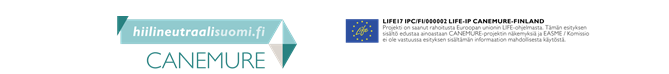 hiilineutraalisuomi.fi
CANEMURE
LIFE17 IPC/FI/000002 LIFE-IP CANEMURE-FINLAND
Projekti on saanut rahoitusta Euroopan unionin LIFE-ohjelmasta. Tämän esityksen
sisältö edustaa ainoastaan CANEMURE-projektin näkemyksiä ja EASME / Komissio
ei ole vastuussa esityksen sisältämän informaation mahdollisesta käytöstä.
Life